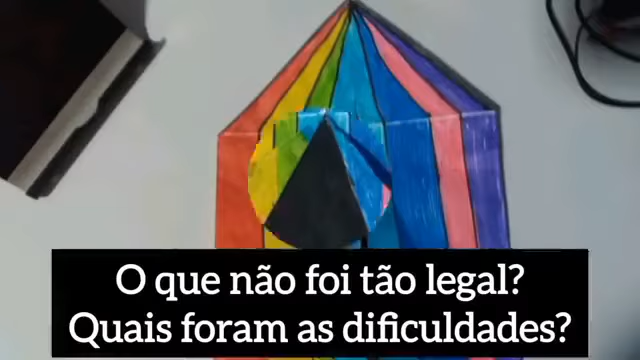 O que não foi tão legal?
Quais foram as dificuldades?